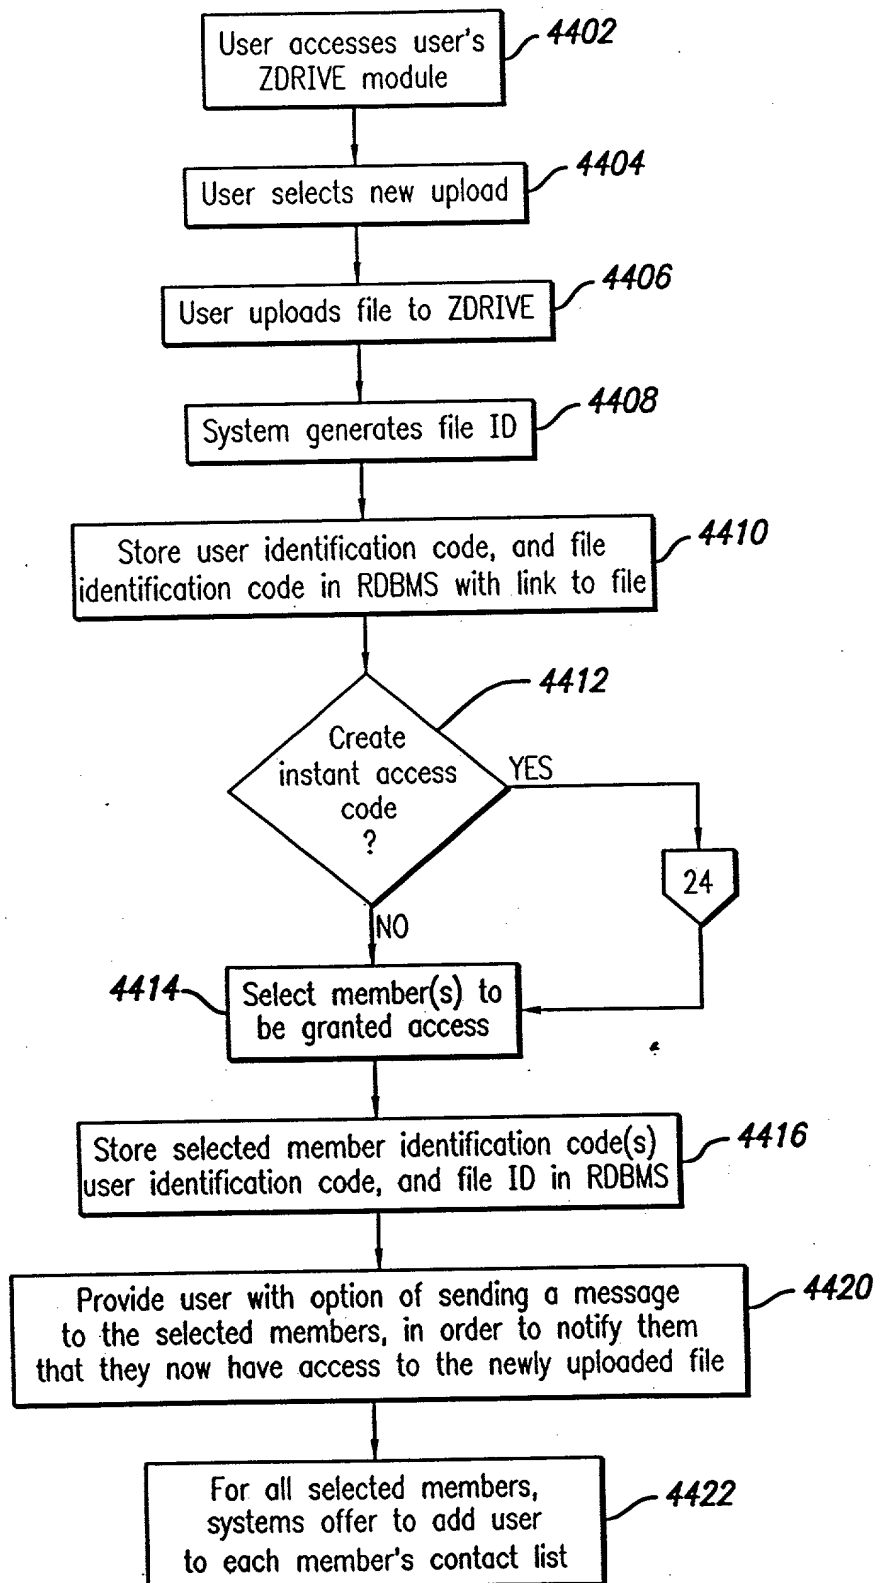 User accesses user's
ZDRIVE module
4402
User selects new upload
4404
User uploads file to ZDRIVE
4406
System generates file ID
4408
Store user identification code, and file
identification code in RDBMS with link to file
4410
Create
instant access
code
?
4412
YES
24
NO
4414
Select member(s) to
be granted access
Store selected member identification code(s)
user identification code, and file ID in RDBMS
4416
Provide user with option of sending a message
to the selected members, in order to notify them
that they now have access to the newly uploaded file
4420
For all selected members,
systems offer to add user
to each member's contact list
4422